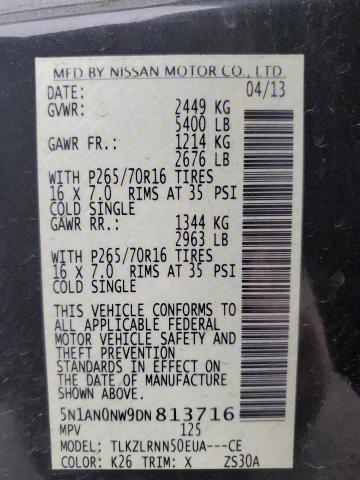 MFD BY NISSAN MOTOR CO., LTD.
DATE: 04/13
GVWR: 2449 KG
5400 LB
GAWR FR.: 1214 KG
2676 LB
WITH P265/70R16 TIRES
16 X 7.0 RIMS AT 35 PSI
COLD SINGLE
GAWR RR.: 1344 KG
2963 LB
WITH P265/70R16 TIRES
16 X 7.0 RIMS AT 35 PSI
COLD SINGLE
THIS VEHICLE CONFORMS TO
ALL APPLICABLE FEDERAL
MOTOR VEHICLE SAFETY AND
THEFT PREVENTION
STANDARDS IN EFFECT ON
THE DATE OF MANUFACTURE
SHOWN ABOVE.
5N1AN0NW9DN813716
MPV 125
MODEL: TLKZLRNN50EUA---CE
COLOR: K26 TRIM: X ZS30A